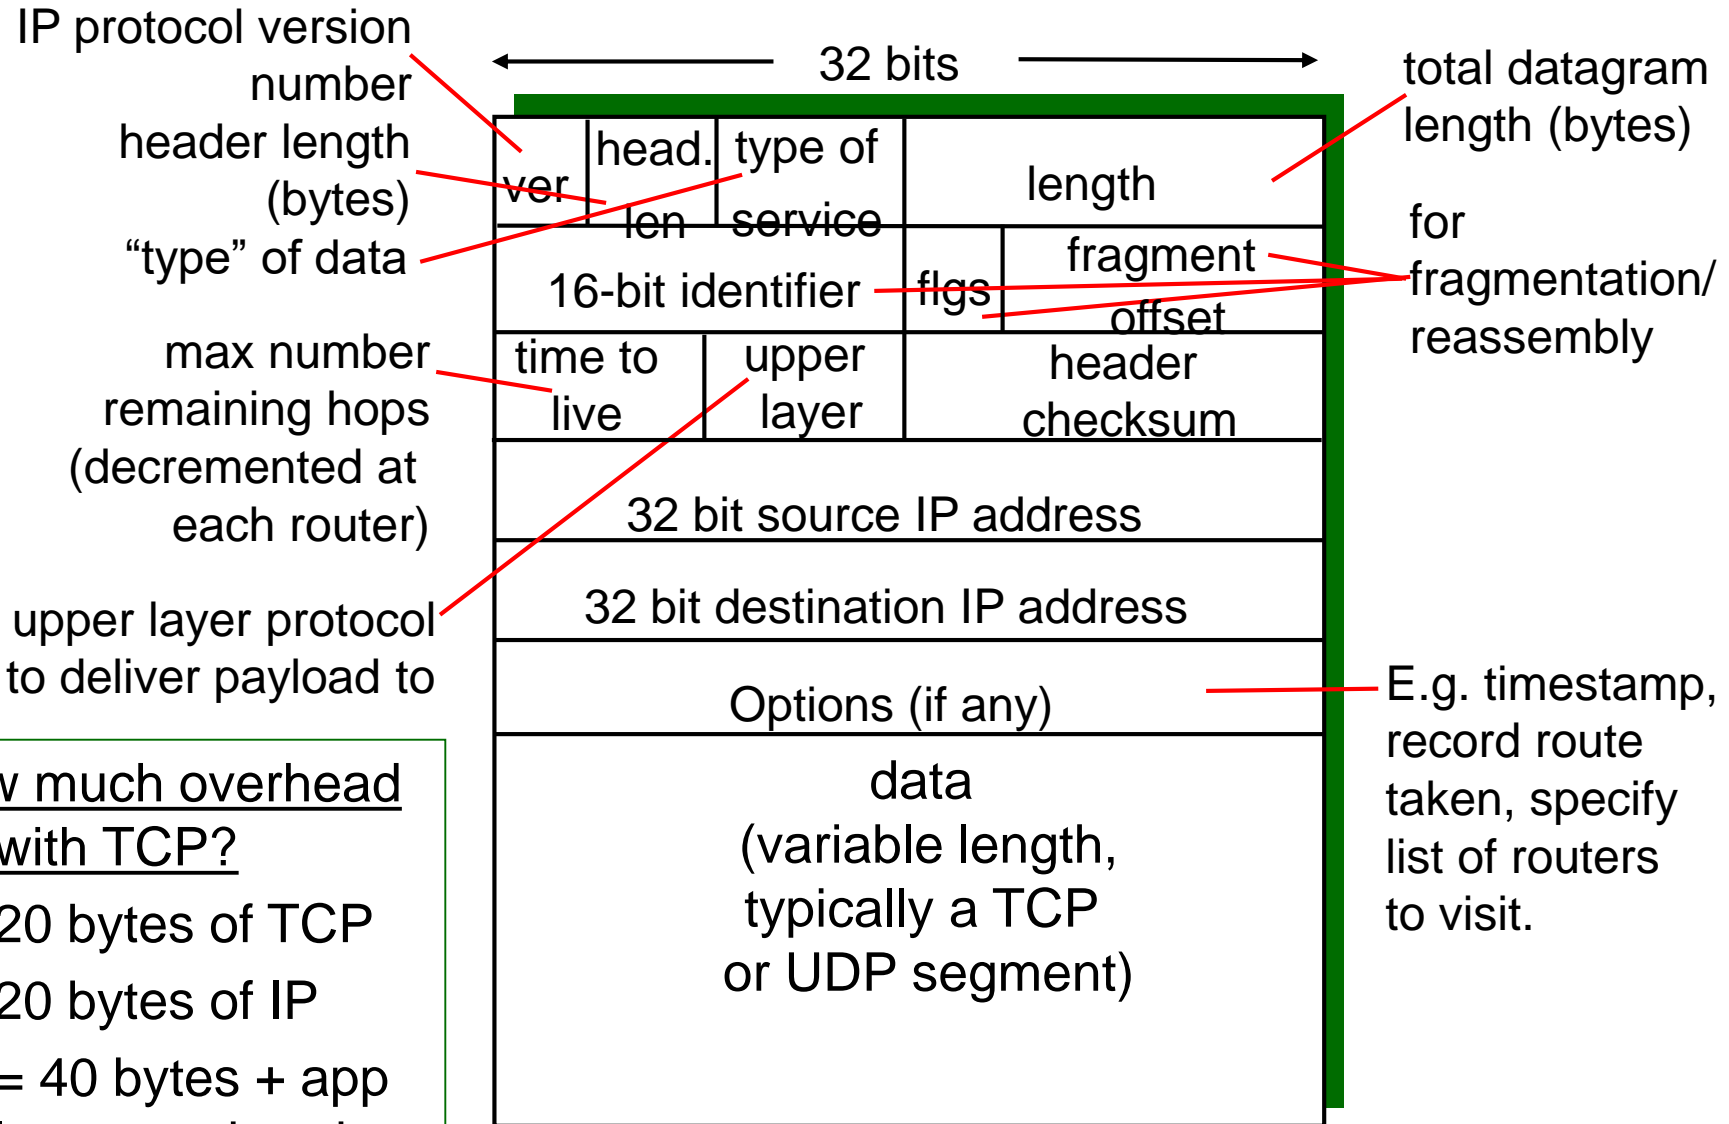 IP protocol version
number
header length
(bytes)
“type” of data
max number
remaining hops
(decremented at
each router)
upper layer protocol
to deliver payload to
much overhead
with TCP?
20 bytes of TCP
20 bytes of IP
= 40 bytes + app
32 bits
ver
head.
len
type of
service
length
16-bit identifier
flgs
fragment
offset
time to
live
upper
layer
header
checksum
32 bit source IP address
32 bit destination IP address
Options (if any)
data
(variable length,
typically a TCP
or UDP segment)
total datagram
length (bytes)
for
fragmentation/
reassembly
E.g. timestamp,
record route
taken, specify
list of routers
to visit.